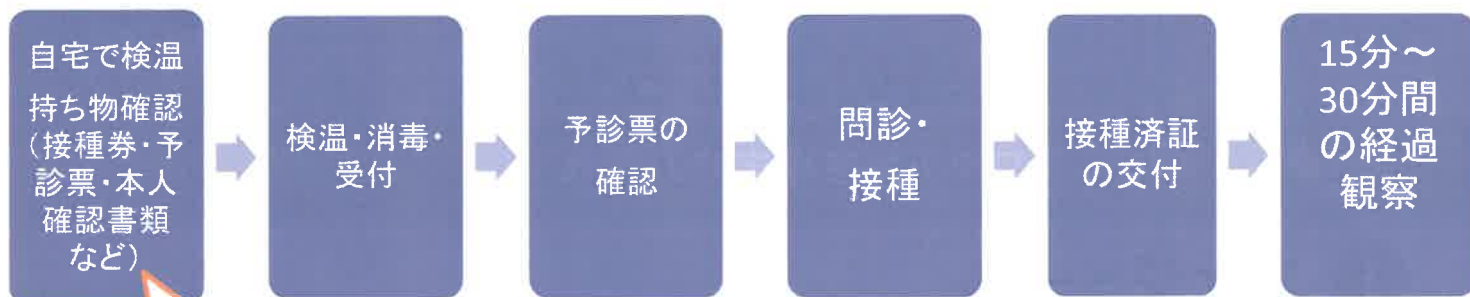 自宅で検温
持ち物確認
（接種券・予
診票・本人
確認書類
など）
検温・消毒・
受付
予診票の
確認
問診・
接種
接種済証
の交付
15分～
30分間
の経過
観察